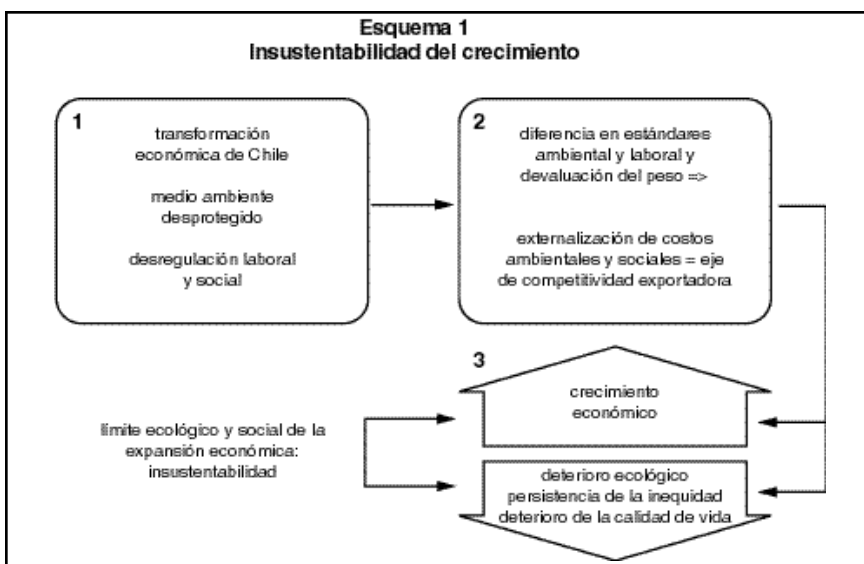 Esquema 1
Insustentabilidad del crecimiento
1
transformación
económica de Chile
medio ambiente
desprotegido
desregulación laboral
y social
2
diferencia en estándares
ambiental y laboral y
devaluación del peso =>
externalización de costos
ambientales y sociales = eje
de competitividad exportadora
3
crecimiento
económico
límite ecológico y social de la
expansión económica:
insustentabilidad
deterioro ecológico
persistencia de la inequidad
deterioro de la calidad de vida